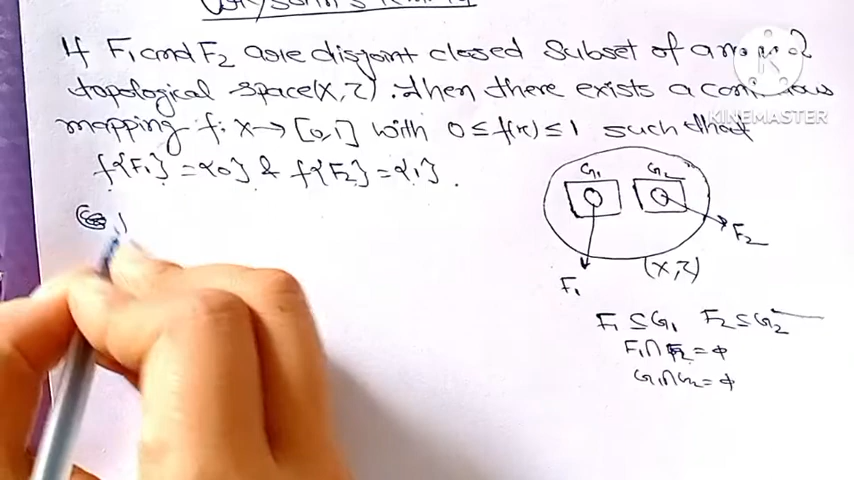 If F₁ and F₂ are disjoint closed subset of a
topological space (X, τ). Then there exists a
mapping f: X → [0,1] with 0 ≤ f(x) ≤ 1 such that
f{F₁} = {0} & f{F₂} = {1}.
G₁ G₂
F₂
F₁
(X, τ)
F₁ ⊆ G₁ F₂ ⊆ G₂
F₁ ∩ F₂ = φ
G₁ ∩ G₂ = φ
KINEMASTER